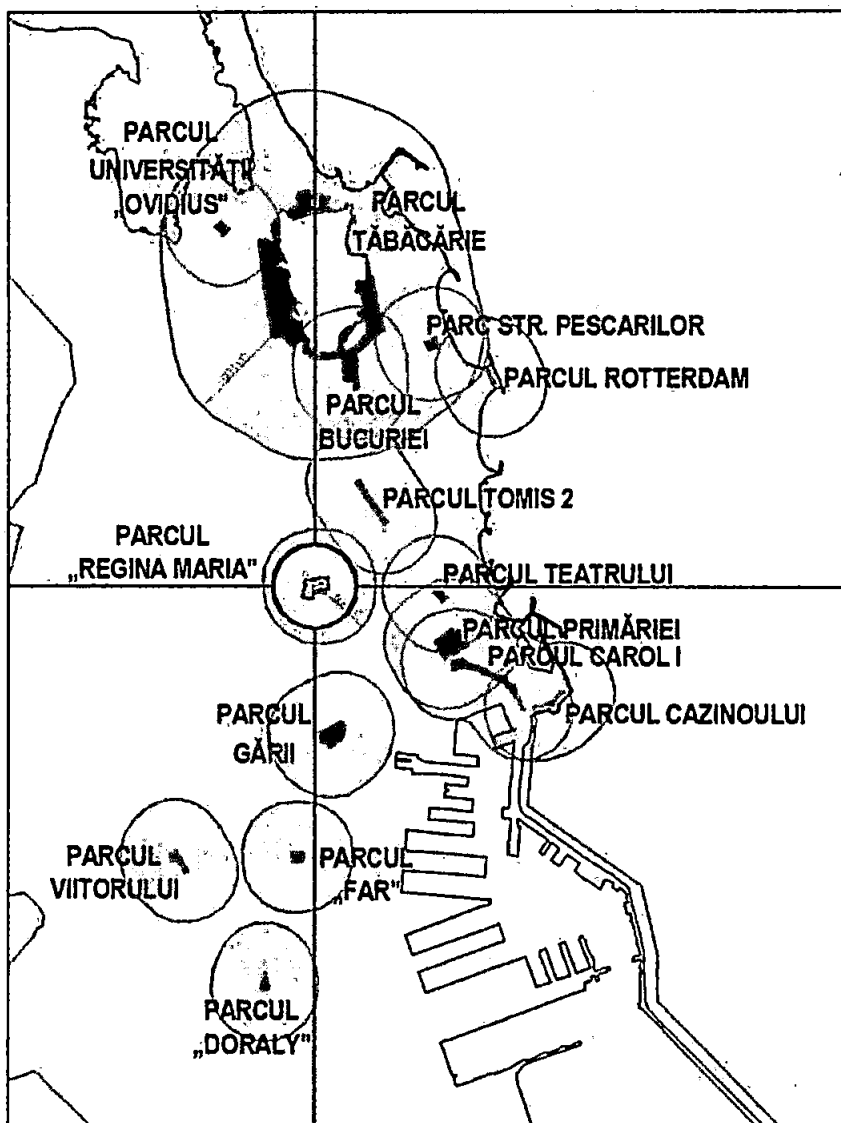 PARCUL
UNIVERSITĂȚII
„OVIDIUS"
PARCUL
TĂBĂCĂRIE
PARC STR. PESCARILOR
PARCUL ROTTERDAM
PARCUL
BUCURIEI
PARCUL TOMIS 2
PARCUL
„REGINA MARIA"
PARCUL TEATRULUI
PARCUL PRIMĂRIEI
PARCUL CAROL I
PARCUL CAZINOULUI
PARCUL
GĂRII
PARCUL
VIITORULUI
PARCUL
„FAR"
PARCUL
„DORALY"